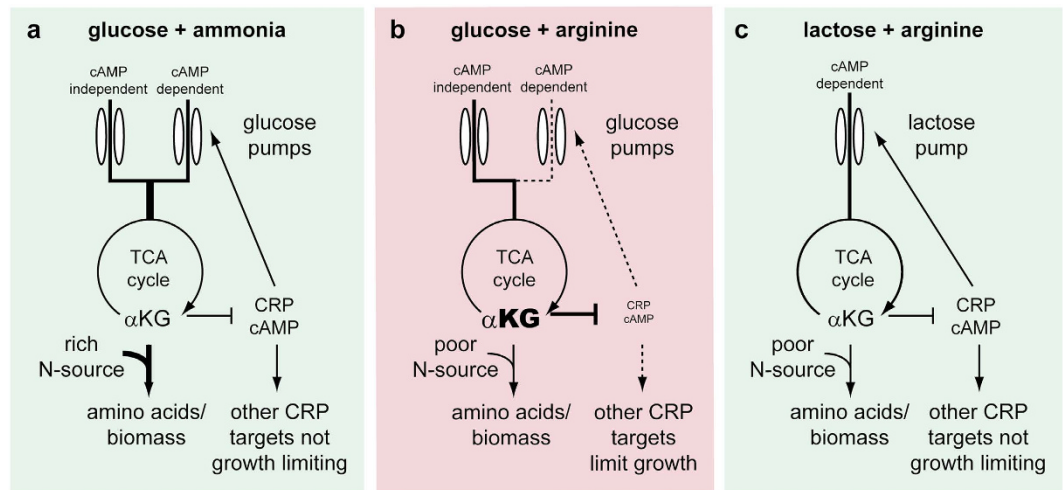 a glucose + ammonia
cAMP
independent
cAMP
dependent
glucose
pumps
TCA
cycle
αKG
CRP
cAMP
rich
N-source
amino acids/
biomass
other CRP
targets not
growth limiting
b glucose + arginine
cAMP
independent
cAMP
dependent
glucose
pumps
TCA
cycle
αKG
CRP
cAMP
poor
N-source
amino acids/
biomass
other CRP
targets
limit growth
c lactose + arginine
cAMP
dependent
lactose
pump
TCA
cycle
αKG
CRP
cAMP
poor
N-source
amino acids/
biomass
other CRP
targets not
growth limiting